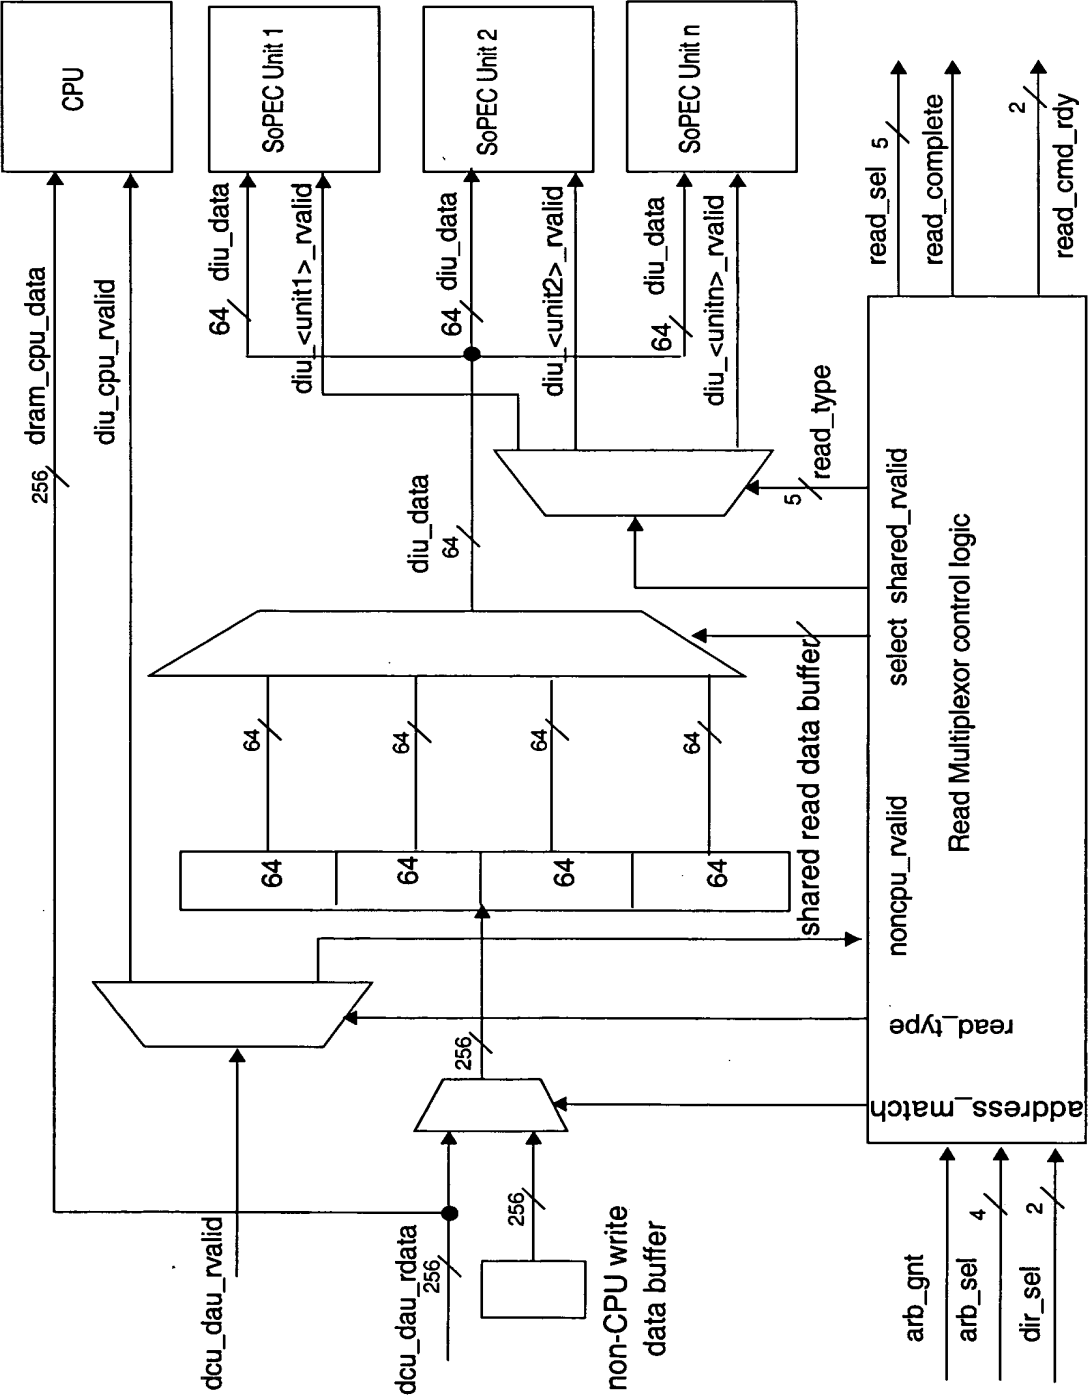 CPU
SoPEC Unit 1
SoPEC Unit 2
SoPEC Unit n
256
dram_cpu_data
diu_cpu_rvalid
64
diu_data
diu_<unit1>_rvalid
64
diu_data
diu_<unit2>_rvalid
64
diu_data
diu_<unitn>_rvalid
read_sel
5
read_complete
2
read_cmd_rdy
diu_data
64
5
read_type
64
64
64
64
shared read data buffer
64
64
64
64
select
shared_rvalid
noncpu_rvalid
read_type
address_match
Read Multiplexor control logic
256
256
dcu_dau_rvalid
dcu_dau_rdata
256
non-CPU write
data buffer
arb_gnt
arb_sel
4
dir_sel
2